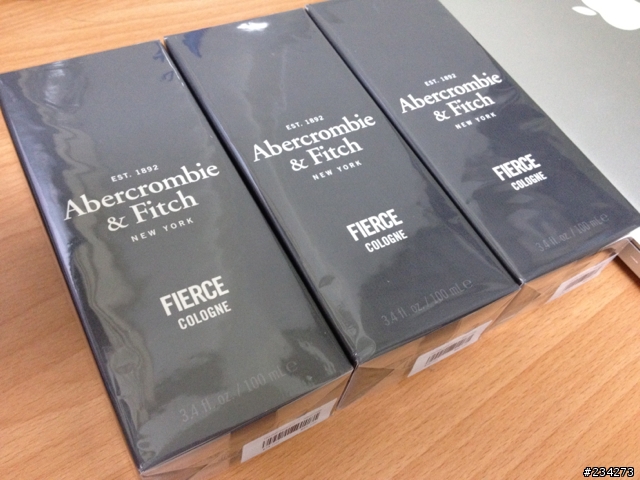 EST. 1892
Abercrombie
& Fitch
NEW YORK
FIERCE
COLOGNE
3.4 fl. oz / 100 ml ℮
EST. 1892
Abercrombie
& Fitch
NEW YORK
FIERCE
COLOGNE
3.4 fl. oz / 100 ml ℮
EST. 1892
Abercrombie
& Fitch
NEW YORK
FIERCE
COLOGNE
3.4 fl. oz / 100 ml ℮
#234273